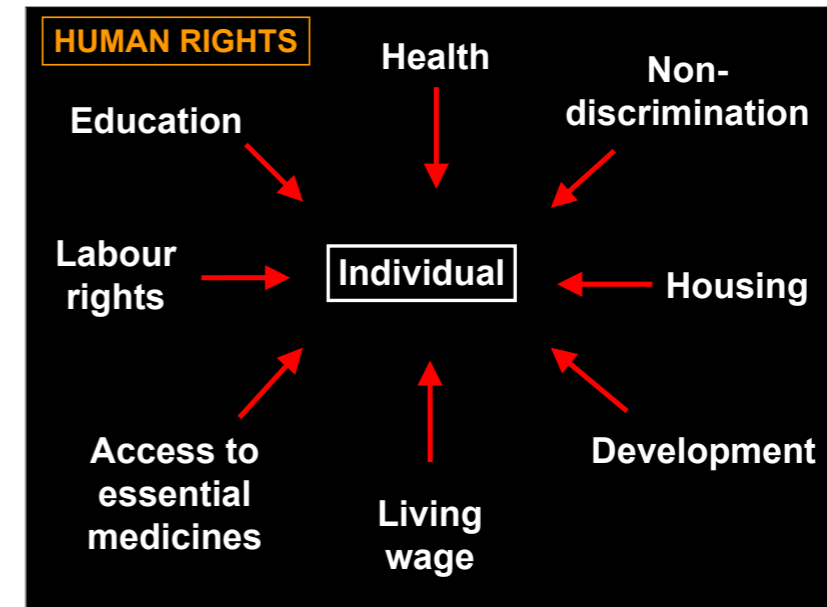 HUMAN RIGHTS
Health
Non-
discrimination
Education
Labour
rights
Individual
Housing
Access to
essential
medicines
Living
wage
Development